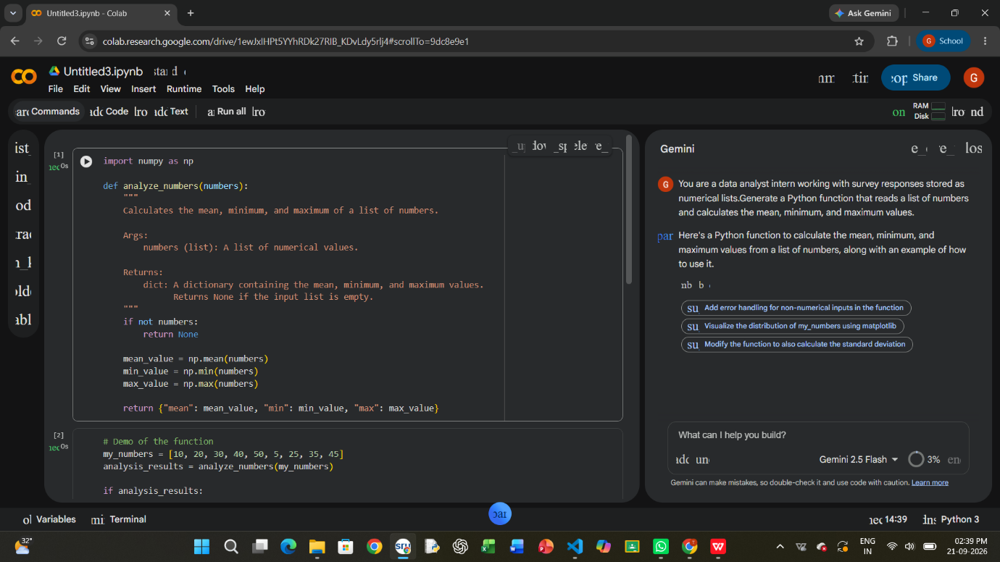 Untitled3.ipynb - Colab
Ask Gemini
colab.research.google.com/drive/1ewJxlHPt5YYhRDk27RlB_KDvLdy5rlj4#scrollTo=9dc8e9e1
School
G
Untitled3.ipynb
File Edit View Insert Runtime Tools Help
Share
G
Commands Code Text Run all
RAM
Disk
[1]
0s
import numpy as np
def analyze_numbers(numbers):
"""
Calculates the mean, minimum, and maximum of a list of numbers.
Args:
numbers (list): A list of numerical values.
Returns:
dict: A dictionary containing the mean, minimum, and maximum values.
Returns None if the input list is empty.
"""
if not numbers:
return None
mean_value = np.mean(numbers)
min_value = np.min(numbers)
max_value = np.max(numbers)
return {"mean": mean_value, "min": min_value, "max": max_value}
[2]
0s
# Demo of the function
my_numbers = [10, 20, 30, 40, 50, 5, 25, 35, 45]
analysis_results = analyze_numbers(my_numbers)
if analysis_results:
Gemini
G
You are a data analyst intern working with survey responses stored as
numerical lists.Generate a Python function that reads a list of numbers
and calculates the mean, minimum, and maximum values.
Here's a Python function to calculate the mean, minimum, and
maximum values from a list of numbers, along with an example of how
to use it.
Add error handling for non-numerical inputs in the function
Visualize the distribution of my_numbers using matplotlib
Modify the function to also calculate the standard deviation
What can I help you build?
Gemini 2.5 Flash 3%
Gemini can make mistakes, so double-check it and use code with caution. Learn more
Variables Terminal
14:39 Python 3
32°
ENG
IN
02:39 PM
21-09-2026